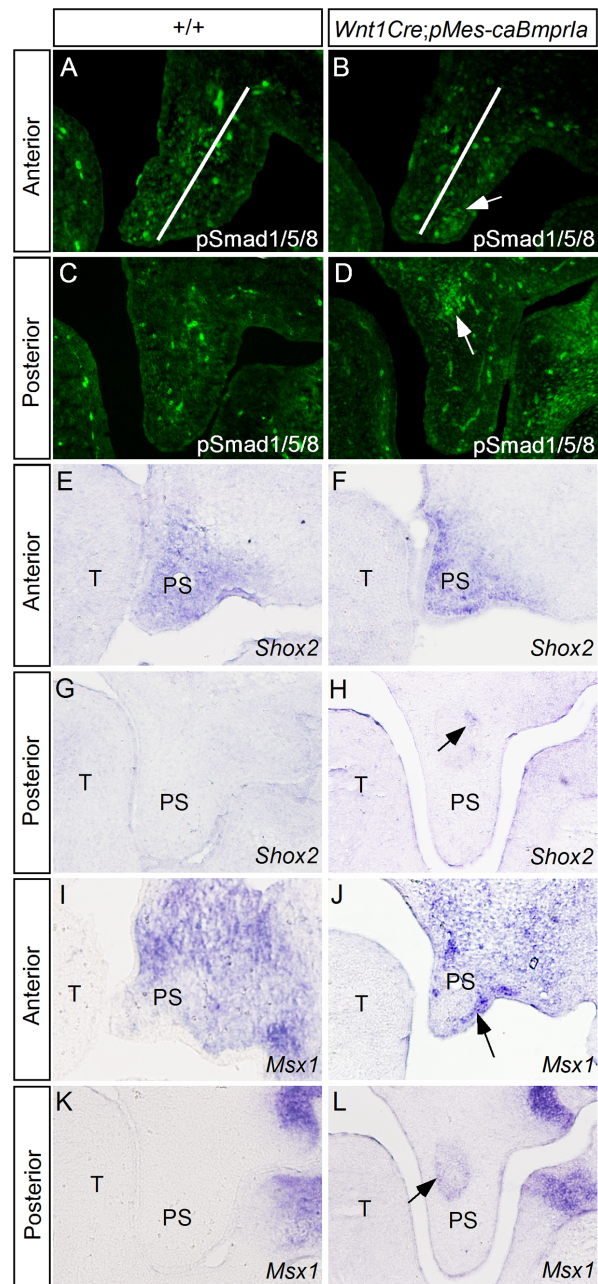 +/+
Wnt1Cre;pMes-caBmprIa
Anterior
A
pSmad1/5/8
B
pSmad1/5/8
Posterior
C
pSmad1/5/8
D
pSmad1/5/8
Anterior
E
T
PS
Shox2
F
T
PS
Shox2
Posterior
G
T
PS
Shox2
H
T
PS
Shox2
Anterior
I
T
PS
Msx1
J
T
PS
Msx1
Posterior
K
T
PS
Msx1
L
T
PS
Msx1